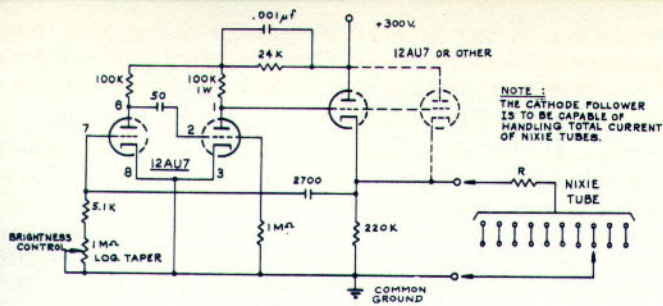 .001µf
+300V.
24K
12AU7 OR OTHER
100K
100K
1W
50
6
1
7
2
12AU7
8
3
NOTE :
THE CATHODE FOLLOWER
IS TO BE CAPABLE OF
HANDLING TOTAL CURRENT
OF NIXIE TUBES.
2700
R
NIXIE
TUBE
5.1K
BRIGHTNESS
CONTROL
1MΩ
LOG. TAPER
1MΩ
220K
COMMON
GROUND